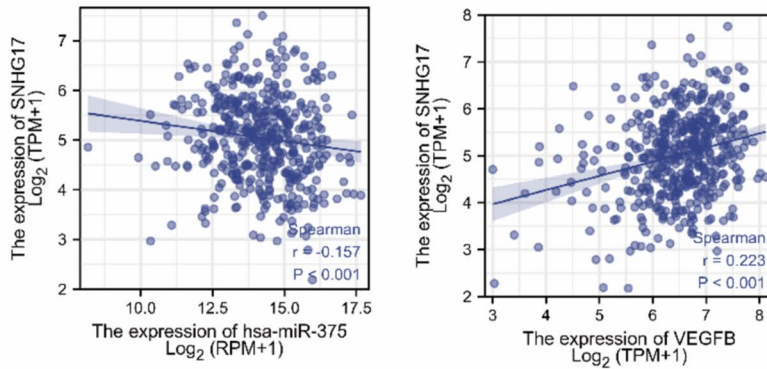 The expression of SNHG17
Log2 (TPM+1)
7
6
5
4
3
2
Spearman
r = -0.157
P < 0.001
10.0 12.5 15.0 17.5
The expression of hsa-miR-375
Log2 (RPM+1)
The expression of SNHG17
Log2 (TPM+1)
8
7
6
5
4
3
2
Spearman
r = 0.223
P < 0.001
3 4 5 6 7 8
The expression of VEGFB
Log2 (TPM+1)